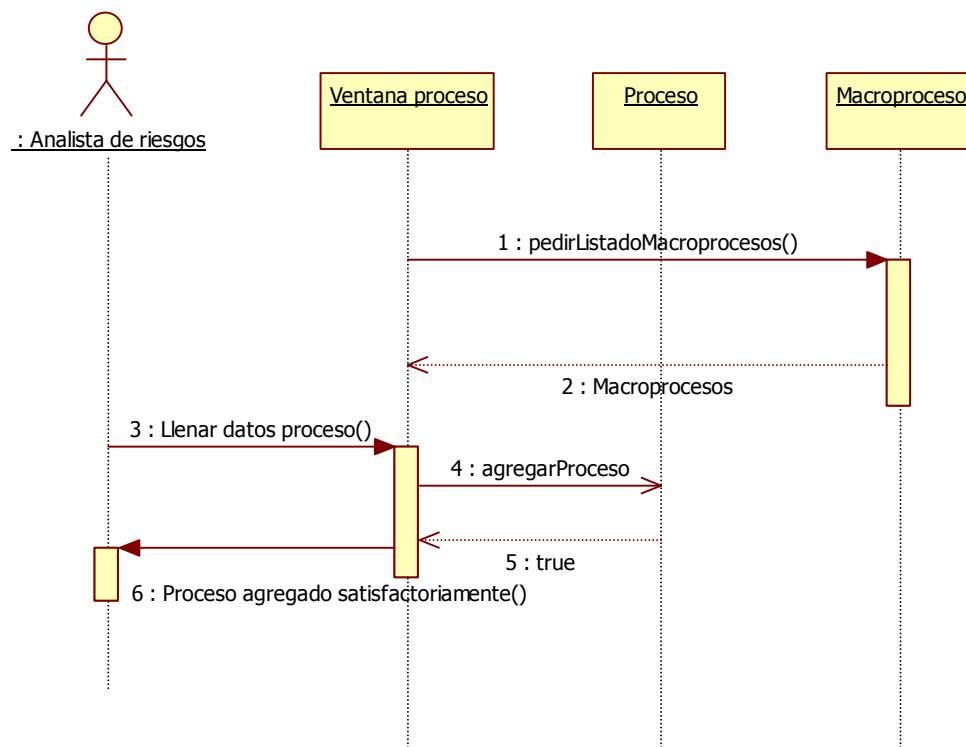 : Analista de riesgos
Ventana proceso
Proceso
Macroproceso
1 : pedirListadoMacroprocesos()
2 : Macroprocesos
3 : Llenar datos proceso()
4 : agregarProceso
5 : true
6 : Proceso agregado satisfactoriamente()